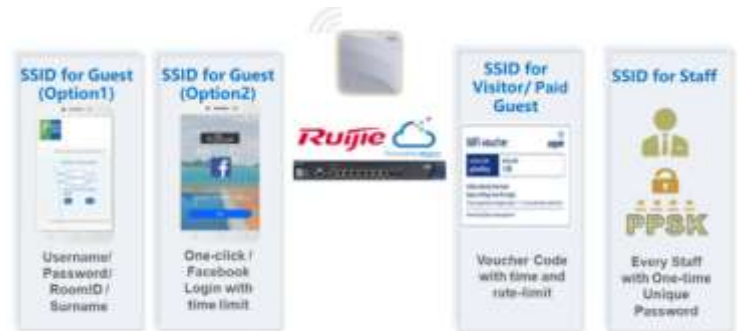 SSID for Guest
(Option1)
Username/
Password/
RoomID /
Surname
SSID for Guest
(Option2)
One-click /
Facebook
Login with
time limit
Ruijie
SSID for
Visitor/ Paid
Guest
WiFi voucher
Voucher Code
with time and
rate-limit
SSID for Staff
PPSK
Every Staff
with One-time
Unique
Password